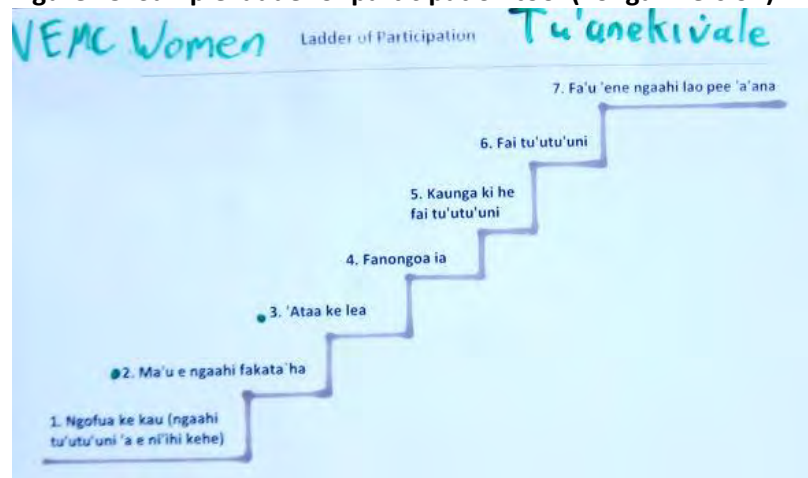 VEMC Women
Ladder of Participation
Tu'anekivale
7. Fa'u 'ene ngaahi lao pee 'a'ana
6. Fai tu'utu'uni
5. Kaunga ki he
fai tu'utu'uni
4. Fanongoa ia
3. 'Ataa ke lea
2. Ma'u e ngaahi fakata'ha
1. Ngofua ke kau (ngaahi
tu'utu'uni 'a e ni'ihi kehe)